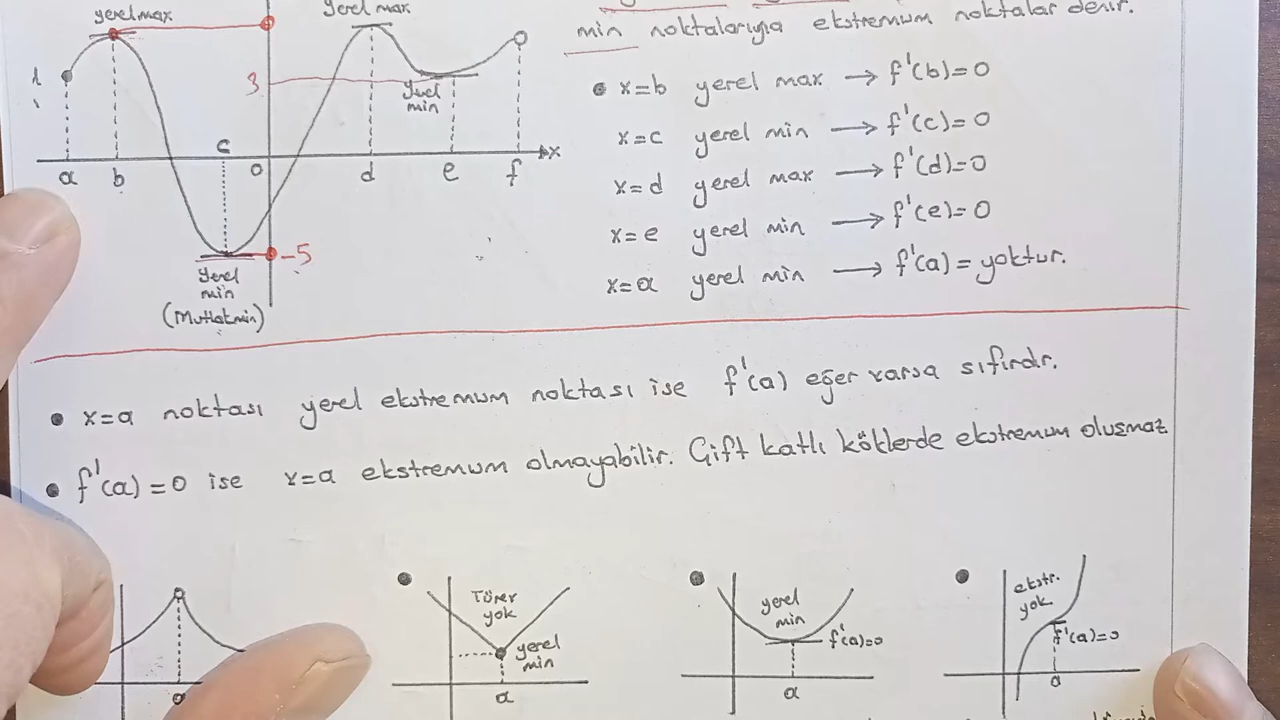 yerel max
yerel max
3
yerel
min
c
x
a b 0 d e f
-5
yerel
min
(Mutlak min)
min noktalarıyla ekstremum noktalar denir.
x=b yerel max → f'(b)=0
x=c yerel min → f'(c)=0
x=d yerel max → f'(d)=0
x=e yerel min → f'(e)=0
x=a yerel min → f'(a)= yoktur.
x=a noktası yerel ekstremum noktası ise f'(a) eğer varsa sıfırdır.
f'(a)=0 ise x=a ekstremum olmayabilir. Çift katlı köklerde ekstremum oluşmaz
a
Türev
yok
yerel
min
a
yerel
min
f'(a)=0
a
ekstr.
yok
f'(a)=0
a